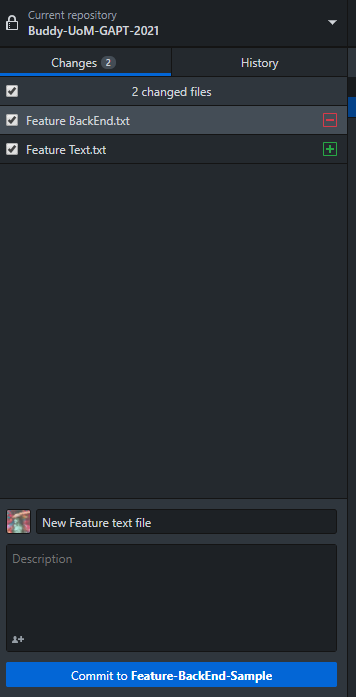 Current repository
Buddy-UoM-GAPT-2021
Changes 2
History
2 changed files
Feature BackEnd.txt
Feature Text.txt
New Feature text file
Description
Commit to Feature-BackEnd-Sample